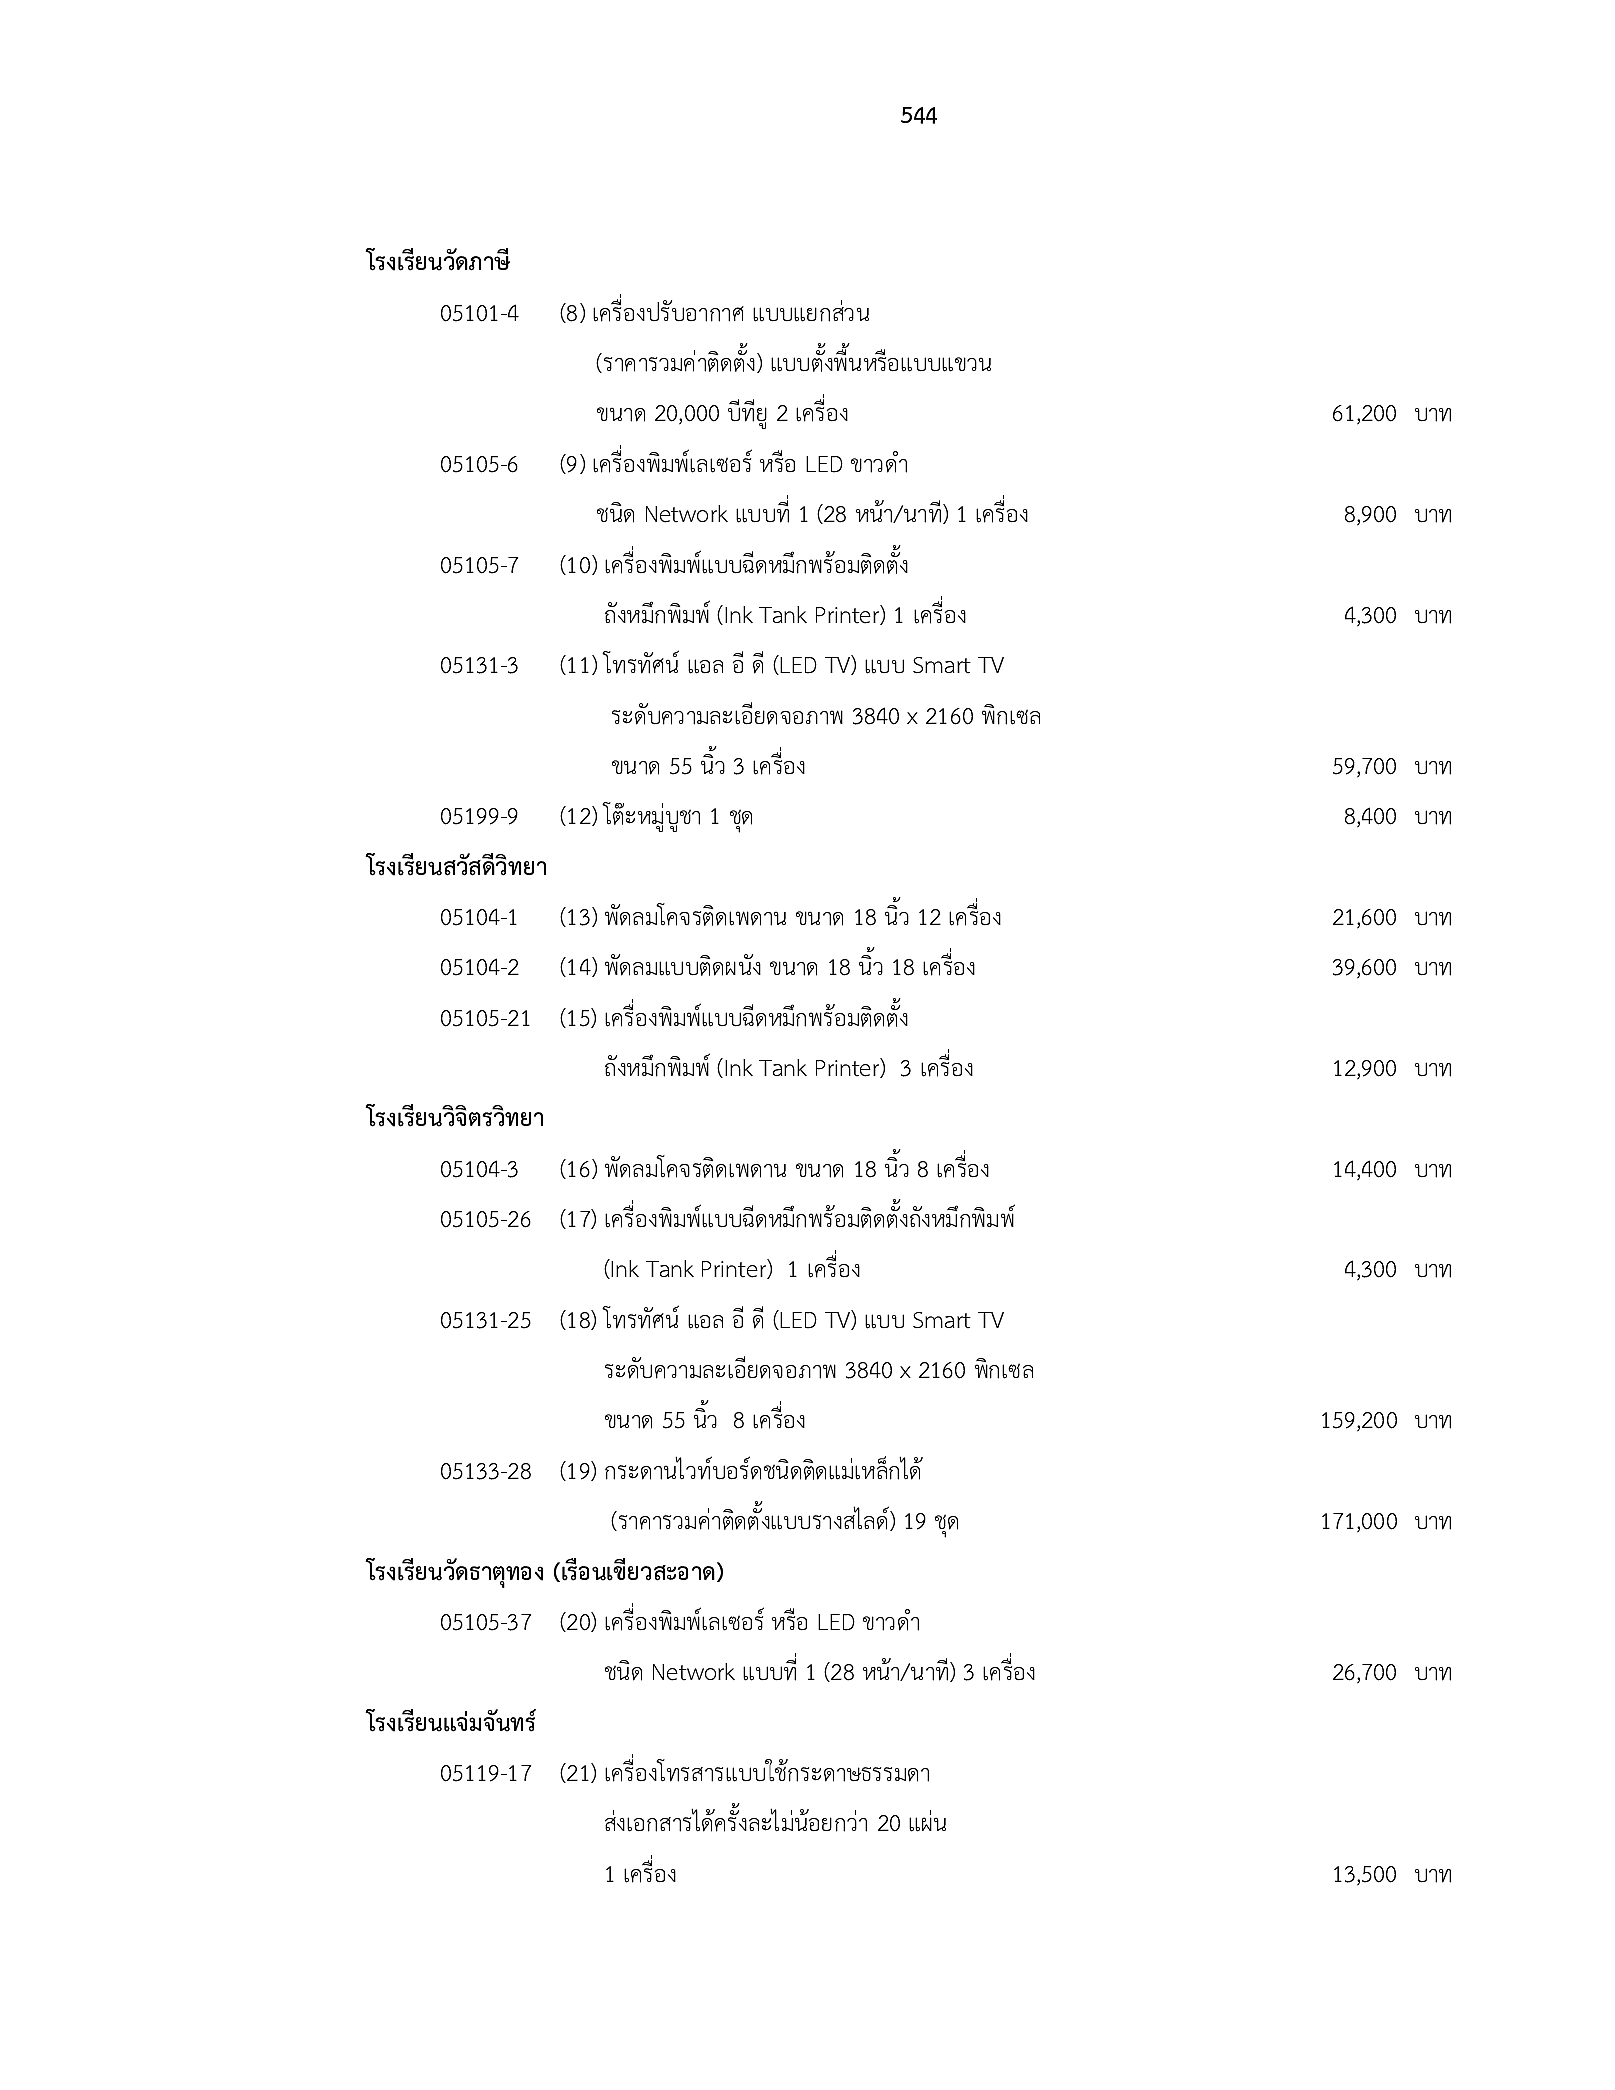 544
โรงเรียนวัดภาษี
05101-4 (8) เครื่องปรับอากาศ แบบแยกส่วน
(ราคารวมค่าติดตั้ง) แบบตั้งพื้นหรือแบบแขวน
ขนาด 20,000 บีทียู 2 เครื่อง 61,200 บาท
05105-6 (9) เครื่องพิมพ์เลเซอร์ หรือ LED ขาวดำ
ชนิด Network แบบที่ 1 (28 หน้า/นาที) 1 เครื่อง 8,900 บาท
05105-7 (10) เครื่องพิมพ์แบบฉีดหมึกพร้อมติดตั้ง
ถังหมึกพิมพ์ (Ink Tank Printer) 1 เครื่อง 4,300 บาท
05131-3 (11) โทรทัศน์ แอล อี ดี (LED TV) แบบ Smart TV
ระดับความละเอียดจอภาพ 3840 x 2160 พิกเซล
ขนาด 55 นิ้ว 3 เครื่อง 59,700 บาท
05199-9 (12) โต๊ะหมู่บูชา 1 ชุด 8,400 บาท
โรงเรียนสวัสดีวิทยา
05104-1 (13) พัดลมโคจรติดเพดาน ขนาด 18 นิ้ว 12 เครื่อง 21,600 บาท
05104-2 (14) พัดลมแบบติดผนัง ขนาด 18 นิ้ว 18 เครื่อง 39,600 บาท
05105-21 (15) เครื่องพิมพ์แบบฉีดหมึกพร้อมติดตั้ง
ถังหมึกพิมพ์ (Ink Tank Printer) 3 เครื่อง 12,900 บาท
โรงเรียนวิจิตรวิทยา
05104-3 (16) พัดลมโคจรติดเพดาน ขนาด 18 นิ้ว 8 เครื่อง 14,400 บาท
05105-26 (17) เครื่องพิมพ์แบบฉีดหมึกพร้อมติดตั้งถังหมึกพิมพ์
(Ink Tank Printer) 1 เครื่อง 4,300 บาท
05131-25 (18) โทรทัศน์ แอล อี ดี (LED TV) แบบ Smart TV
ระดับความละเอียดจอภาพ 3840 x 2160 พิกเซล
ขนาด 55 นิ้ว 8 เครื่อง 159,200 บาท
05133-28 (19) กระดานไวท์บอร์ดชนิดติดแม่เหล็กได้
(ราคารวมค่าติดตั้งแบบรางสไลด์) 19 ชุด 171,000 บาท
โรงเรียนวัดธาตุทอง (เรือนเขียวสะอาด)
05105-37 (20) เครื่องพิมพ์เลเซอร์ หรือ LED ขาวดำ
ชนิด Network แบบที่ 1 (28 หน้า/นาที) 3 เครื่อง 26,700 บาท
โรงเรียนแจ่มจันทร์
05119-17 (21) เครื่องโทรสารแบบใช้กระดาษธรรมดา
ส่งเอกสารได้ครั้งละไม่น้อยกว่า 20 แผ่น
1 เครื่อง 13,500 บาท